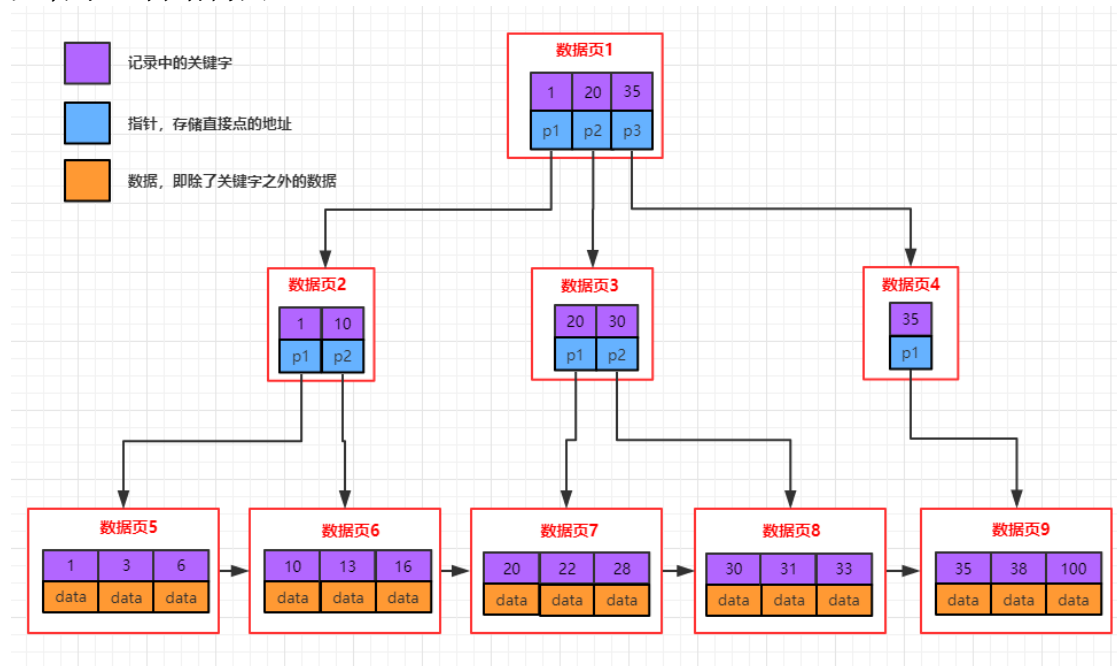 数据页1
记录中的关键字
1 20 35
指针，存储直接点的地址
p1 p2 p3
数据，即除了关键字之外的数据
数据页2 数据页3 数据页4
1 10 20 30 35
p1 p2 p1 p2 p1
数据页5 数据页6 数据页7 数据页8 数据页9
1 3 6 10 13 16 20 22 28 30 31 33 35 38 100
data data data data data data data data data data data data data data data